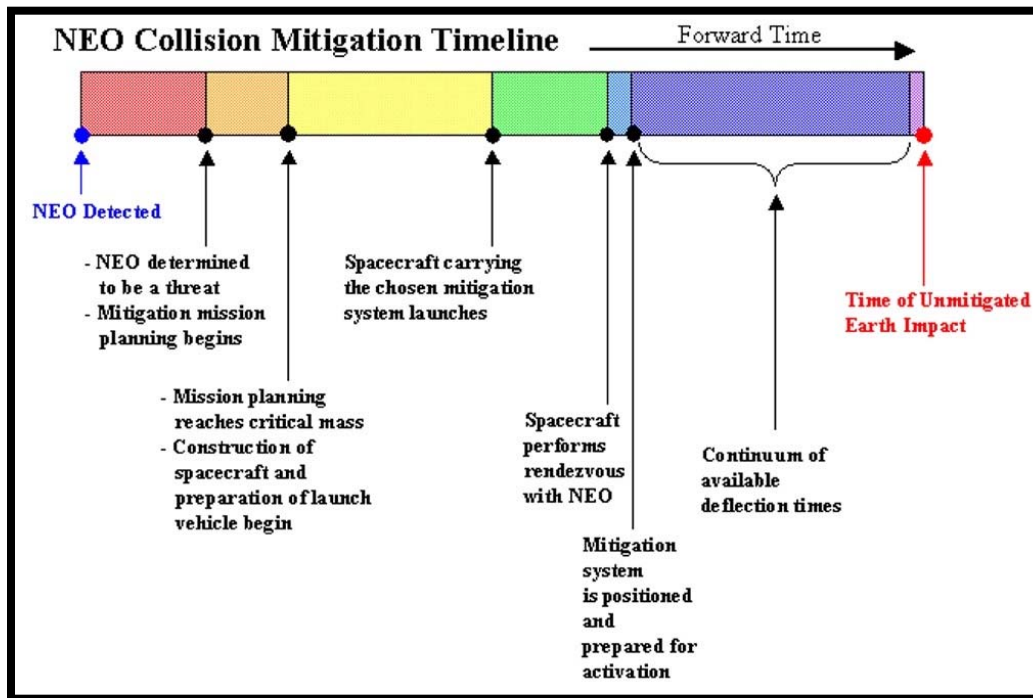 NEO Collision Mitigation Timeline
Forward Time
NEO Detected
- NEO determined
to be a threat
- Mitigation mission
planning begins
- Mission planning
reaches critical mass
- Construction of
spacecraft and
preparation of launch
vehicle begin
Spacecraft carrying
the chosen mitigation
system launches
Spacecraft
performs
rendezvous
with NEO
Mitigation
system
is positioned
and
prepared for
activation
Continuum of
available
deflection times
Time of Unmitigated
Earth Impact